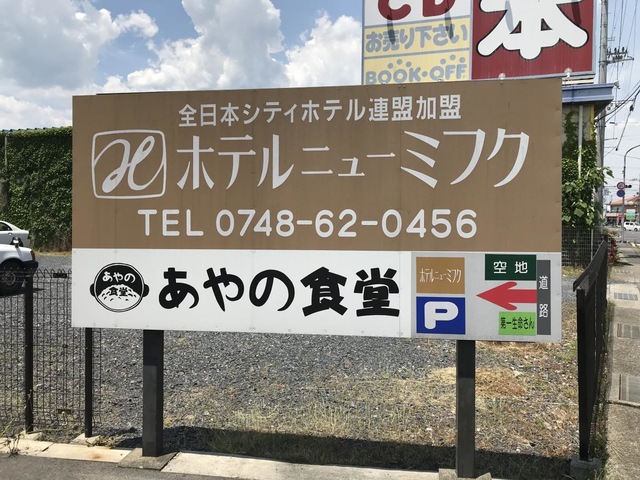 CD
本
お売り下さい
BOOK-OFF
全日本シティホテル連盟加盟
ホテルニューミフク
TEL 0748-62-0456
あやの
食堂
あやの食堂
ホテルニューミフク
P
空地
道路
第一生命さん